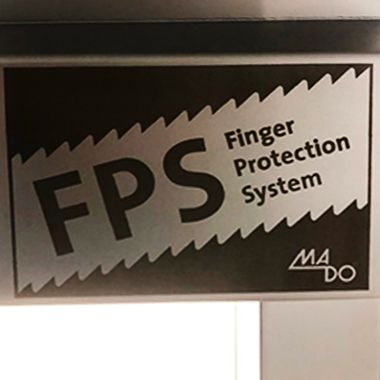 FPS
Finger
Protection
System
MADO